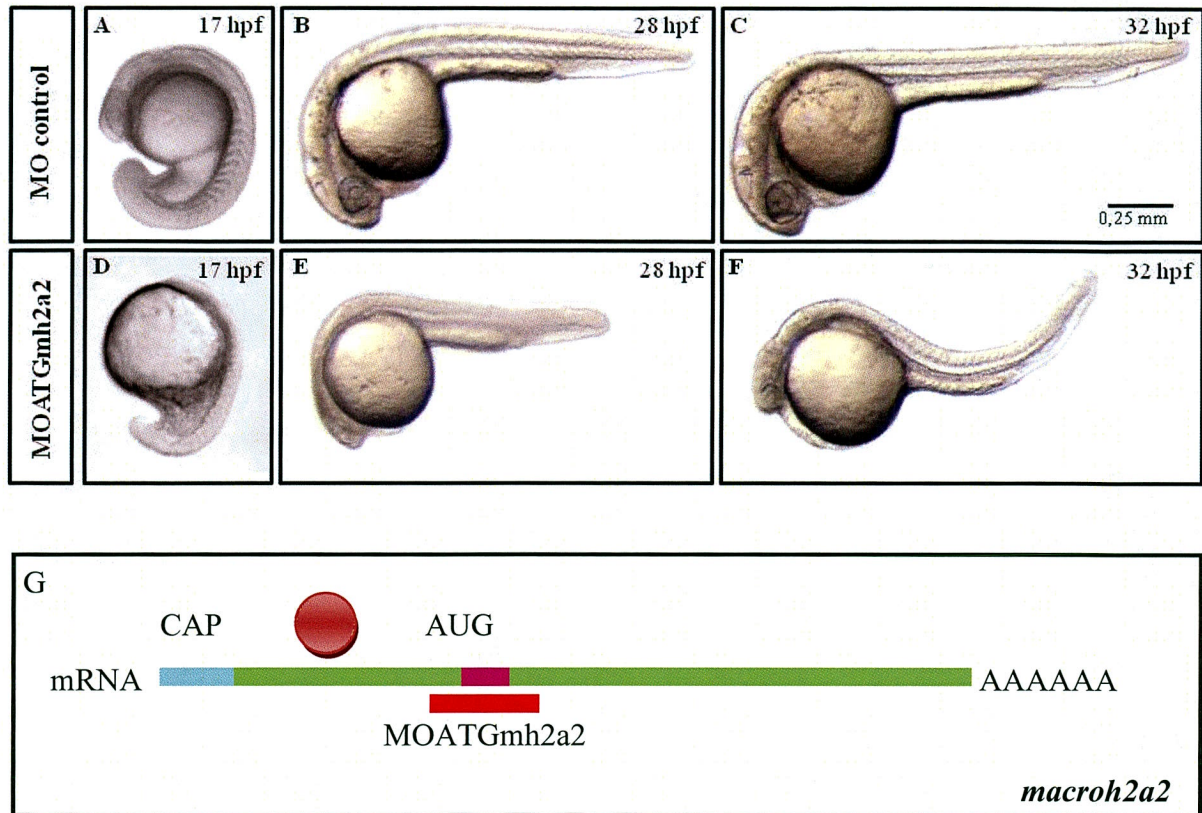 MO control
A 17 hpf
B 28 hpf
C 32 hpf
0,25 mm
MOATGmh2a2
D 17 hpf
E 28 hpf
F 32 hpf
G
CAP AUG
mRNA AAAAAA
MOATGmh2a2
macroh2a2